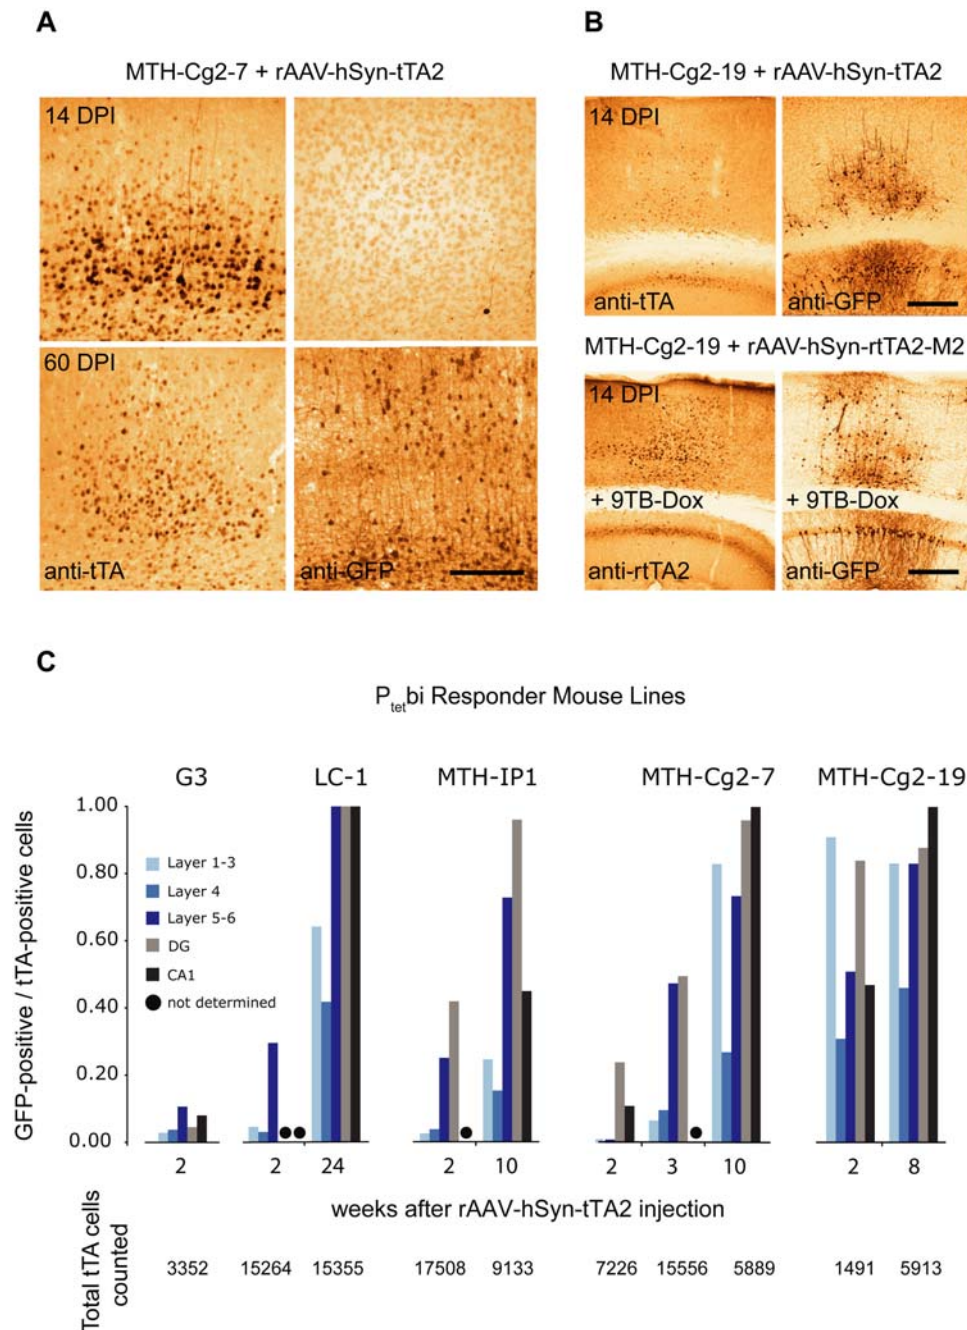 A
MTH-Cg2-7 + rAAV-hSyn-tTA2
14 DPI
60 DPI
anti-tTA
anti-GFP
B
MTH-Cg2-19 + rAAV-hSyn-tTA2
14 DPI
anti-tTA
anti-GFP
MTH-Cg2-19 + rAAV-hSyn-rtTA2-M2
14 DPI
+ 9TB-Dox
+ 9TB-Dox
anti-rtTA2
anti-GFP
C
Ptetbi Responder Mouse Lines
G3 LC-1 MTH-IP1 MTH-Cg2-7 MTH-Cg2-19
GFP-positive / tTA-positive cells
1.00
0.80
0.60
0.40
0.20
0.00
Layer 1-3
Layer 4
Layer 5-6
DG
CA1
not determined
2 2 24 2 10 2 3 10 2 8
weeks after rAAV-hSyn-tTA2 injection
Total tTA cells
counted
3352 15264 15355 17508 9133 7226 15556 5889 1491 5913